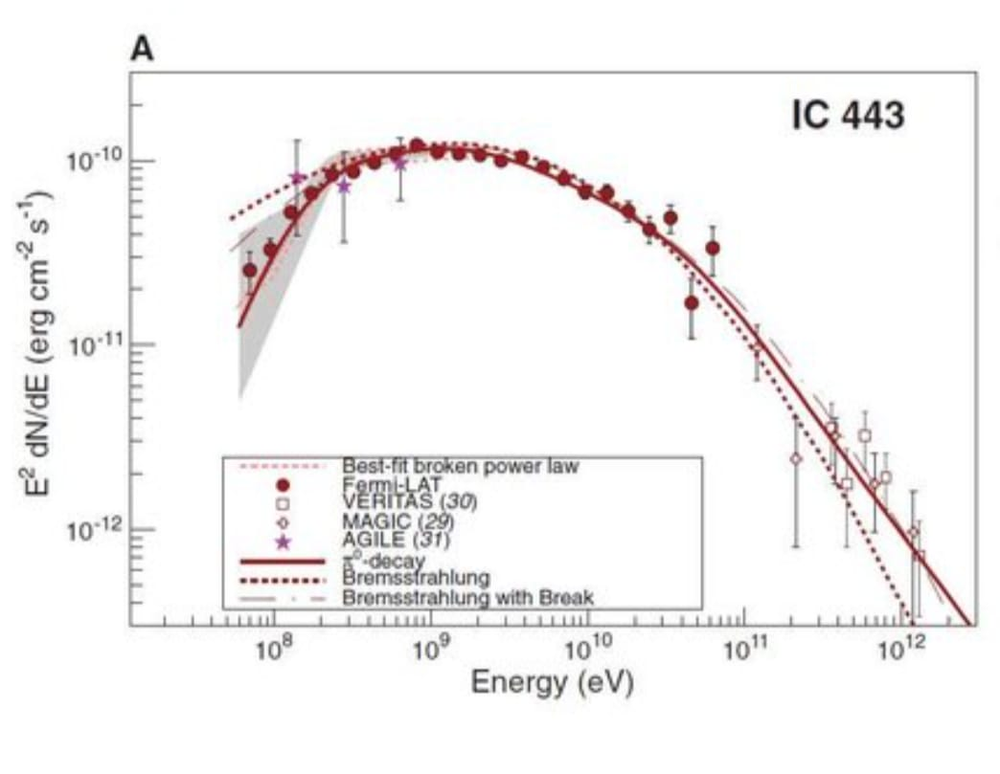 A
IC 443
E² dN/dE (erg cm⁻² s⁻¹)
10⁻¹⁰
10⁻¹¹
10⁻¹²
Best-fit broken power law
Fermi-LAT
VERITAS (30)
MAGIC (29)
AGILE (31)
π⁰-decay
Bremsstrahlung
Bremsstrahlung with Break
10⁸ 10⁹ 10¹⁰ 10¹¹ 10¹²
Energy (eV)